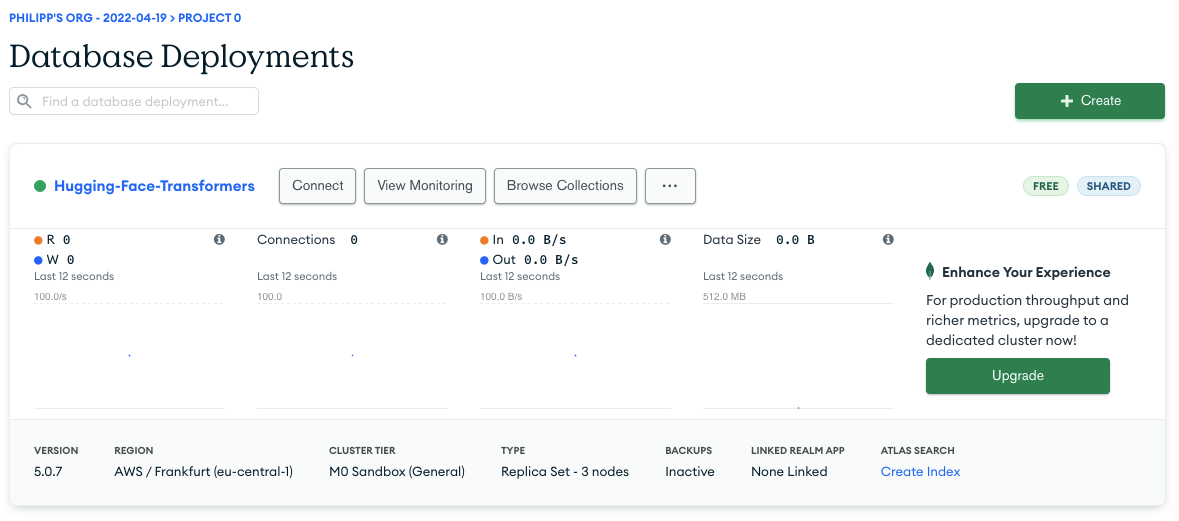 PHILIPP'S ORG - 2022-04-19 > PROJECT 0
Database Deployments
Find a database deployment...
+ Create
Hugging-Face-Transformers
Connect
View Monitoring
Browse Collections
...
FREE
SHARED
R 0
W 0
Last 12 seconds
100.0/s
Connections 0
Last 12 seconds
100.0
In 0.0 B/s
Out 0.0 B/s
Last 12 seconds
100.0 B/s
Data Size 0.0 B
Last 12 seconds
512.0 MB
Enhance Your Experience
For production throughput and
richer metrics, upgrade to a
dedicated cluster now!
Upgrade
VERSION
5.0.7
REGION
AWS / Frankfurt (eu-central-1)
CLUSTER TIER
M0 Sandbox (General)
TYPE
Replica Set - 3 nodes
BACKUPS
Inactive
LINKED REALM APP
None Linked
ATLAS SEARCH
Create Index